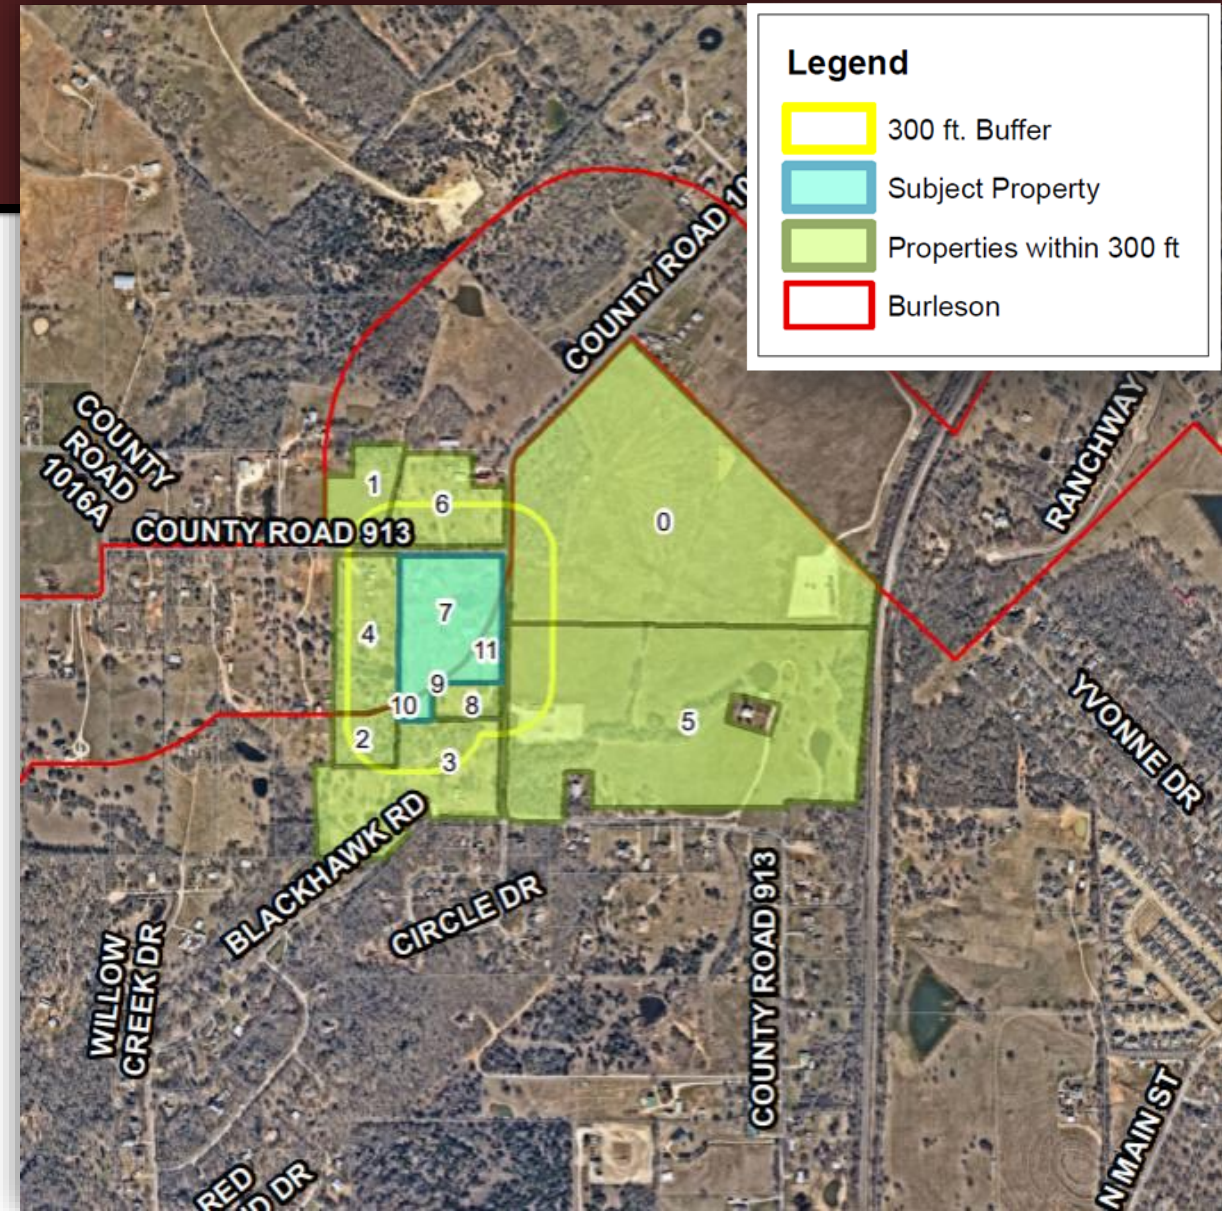 Legend
300 ft. Buffer
Subject Property
Properties within 300 ft
Burleson
COUNTY ROAD 10
RANCHWAY
COUNTY
ROAD
1016A
COUNTY ROAD 913
1
6
0
7
4
11
9
10
8
5
2
3
YVONNE DR
BLACKHAWK RD
CIRCLE DR
COUNTY ROAD 913
WILLOW
CREEK DR
N MAIN ST
RED
DR